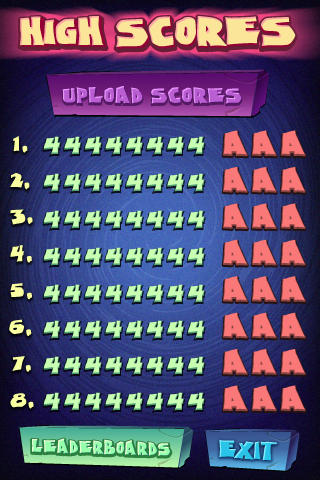 HIGH SCORES
UPLOAD SCORES
1. 44444444 AAA
2. 44444444 AAA
3. 44444444 AAA
4. 44444444 AAA
5. 44444444 AAA
6. 44444444 AAA
7. 44444444 AAA
8. 44444444 AAA
LEADERBOARDS EXIT